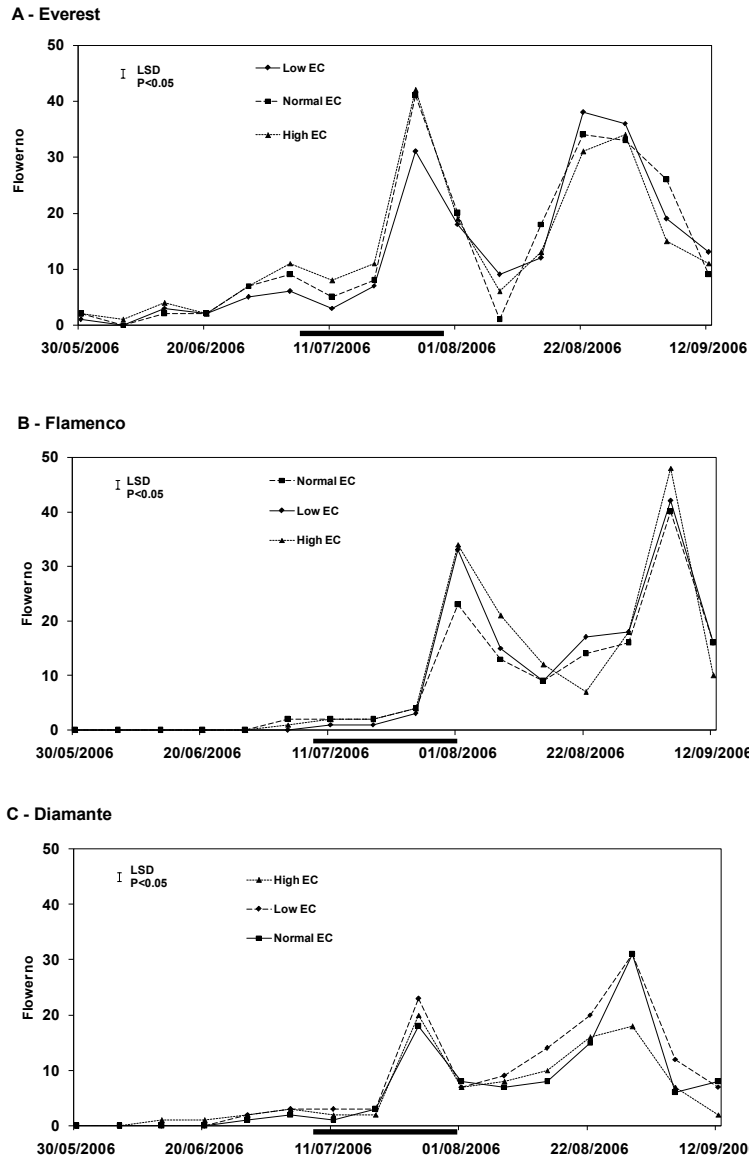 A - Everest
50
40
30
20
10
0
Flowerno
LSD
P<0.05
Low EC
Normal EC
High EC
30/05/2006 20/06/2006 11/07/2006 01/08/2006 22/08/2006 12/09/2006
B - Flamenco
50
40
30
20
10
0
Flowerno
LSD
P<0.05
Normal EC
Low EC
High EC
30/05/2006 20/06/2006 11/07/2006 01/08/2006 22/08/2006 12/09/2006
C - Diamante
50
40
30
20
10
0
Flowerno
LSD
P<0.05
High EC
Low EC
Normal EC
30/05/2006 20/06/2006 11/07/2006 01/08/2006 22/08/2006 12/09/2006